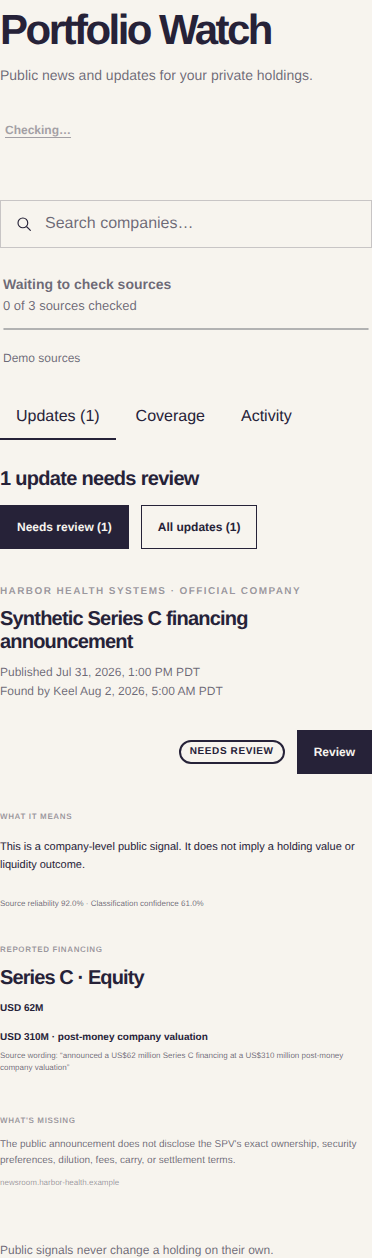 Portfolio Watch
Public news and updates for your private holdings.
Checking…
Search companies…
Waiting to check sources
0 of 3 sources checked
Demo sources
Updates (1) Coverage Activity
1 update needs review
Needs review (1) All updates (1)
HARBOR HEALTH SYSTEMS · OFFICIAL COMPANY
Synthetic Series C financing
announcement
Published Jul 31, 2026, 1:00 PM PDT
Found by Keel Aug 2, 2026, 5:00 AM PDT
NEEDS REVIEW Review
WHAT IT MEANS
This is a company-level public signal. It does not imply a holding value or
liquidity outcome.
Source reliability 92.0% · Classification confidence 61.0%
REPORTED FINANCING
Series C · Equity
USD 62M
USD 310M · post-money company valuation
Source wording: “announced a US$62 million Series C financing at a US$310 million post-money
company valuation”
WHAT'S MISSING
The public announcement does not disclose the SPV's exact ownership, security
preferences, dilution, fees, carry, or settlement terms.
newsroom.harbor-health.example
Public signals never change a holding on their own.